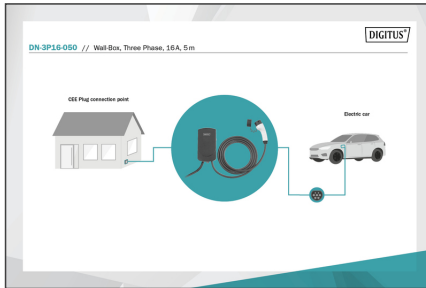 DIGITUS®
DN-3P16-050 // Wall-Box, Three Phase, 16A, 5 m
CEE Plug connection point
Electric car